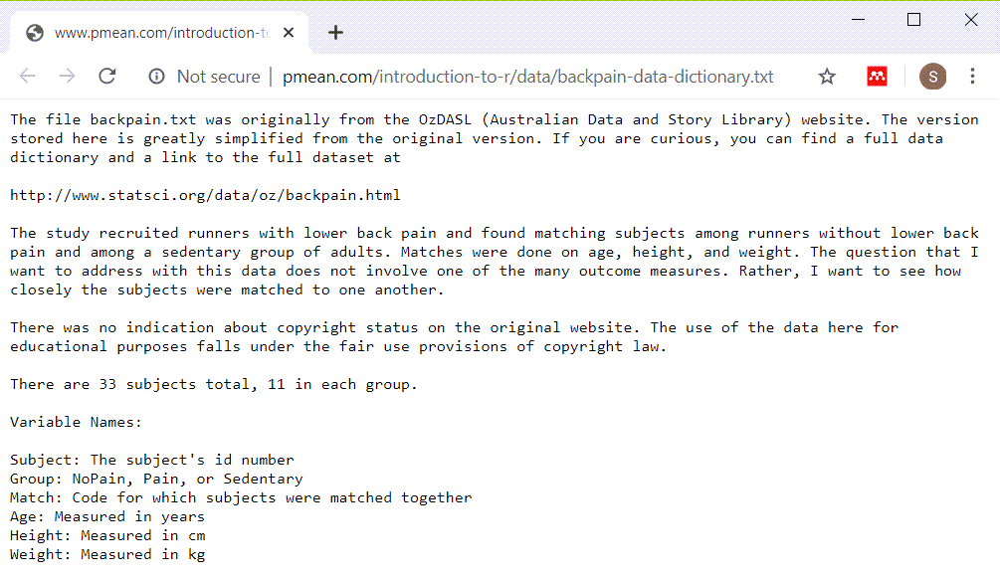 www.pmean.com/introduction-to
Not secure | pmean.com/introduction-to-r/data/backpain-data-dictionary.txt
S
The file backpain.txt was originally from the OzDASL (Australian Data and Story Library) website. The version
stored here is greatly simplified from the original version. If you are curious, you can find a full data
dictionary and a link to the full dataset at
http://www.statsci.org/data/oz/backpain.html
The study recruited runners with lower back pain and found matching subjects among runners without lower back
pain and among a sedentary group of adults. Matches were done on age, height, and weight. The question that I
want to address with this data does not involve one of the many outcome measures. Rather, I want to see how
closely the subjects were matched to one another.
There was no indication about copyright status on the original website. The use of the data here for
educational purposes falls under the fair use provisions of copyright law.
There are 33 subjects total, 11 in each group.
Variable Names:
Subject: The subject's id number
Group: NoPain, Pain, or Sedentary
Match: Code for which subjects were matched together
Age: Measured in years
Height: Measured in cm
Weight: Measured in kg